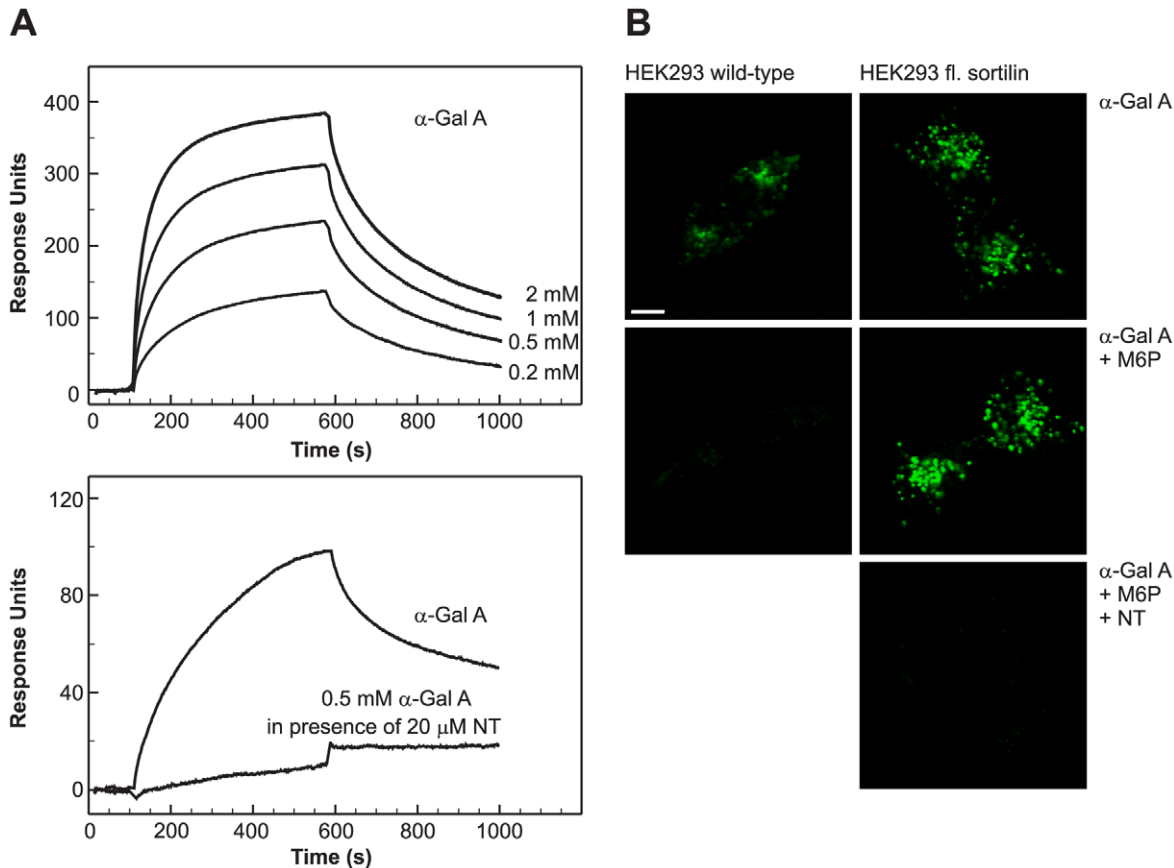 A
Response Units
400
300
200
100
0
α-Gal A
2 mM
1 mM
0.5 mM
0.2 mM
0 200 400 600 800 1000
Time (s)
Response Units
120
80
40
0
α-Gal A
0.5 mM α-Gal A
in presence of 20 μM NT
0 200 400 600 800 1000
Time (s)
B
HEK293 wild-type
HEK293 fl. sortilin
α-Gal A
α-Gal A
+ M6P
α-Gal A
+ M6P
+ NT